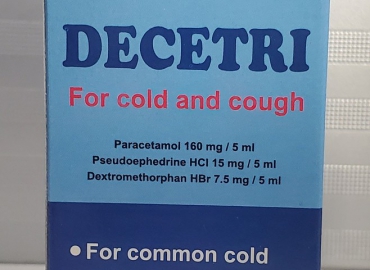 DECETRI
For cold and cough
Paracetamol 160 mg / 5 ml
Pseudoephedrine HCl 15 mg / 5 ml
Dextromethorphan HBr 7.5 mg / 5 ml
• For common cold